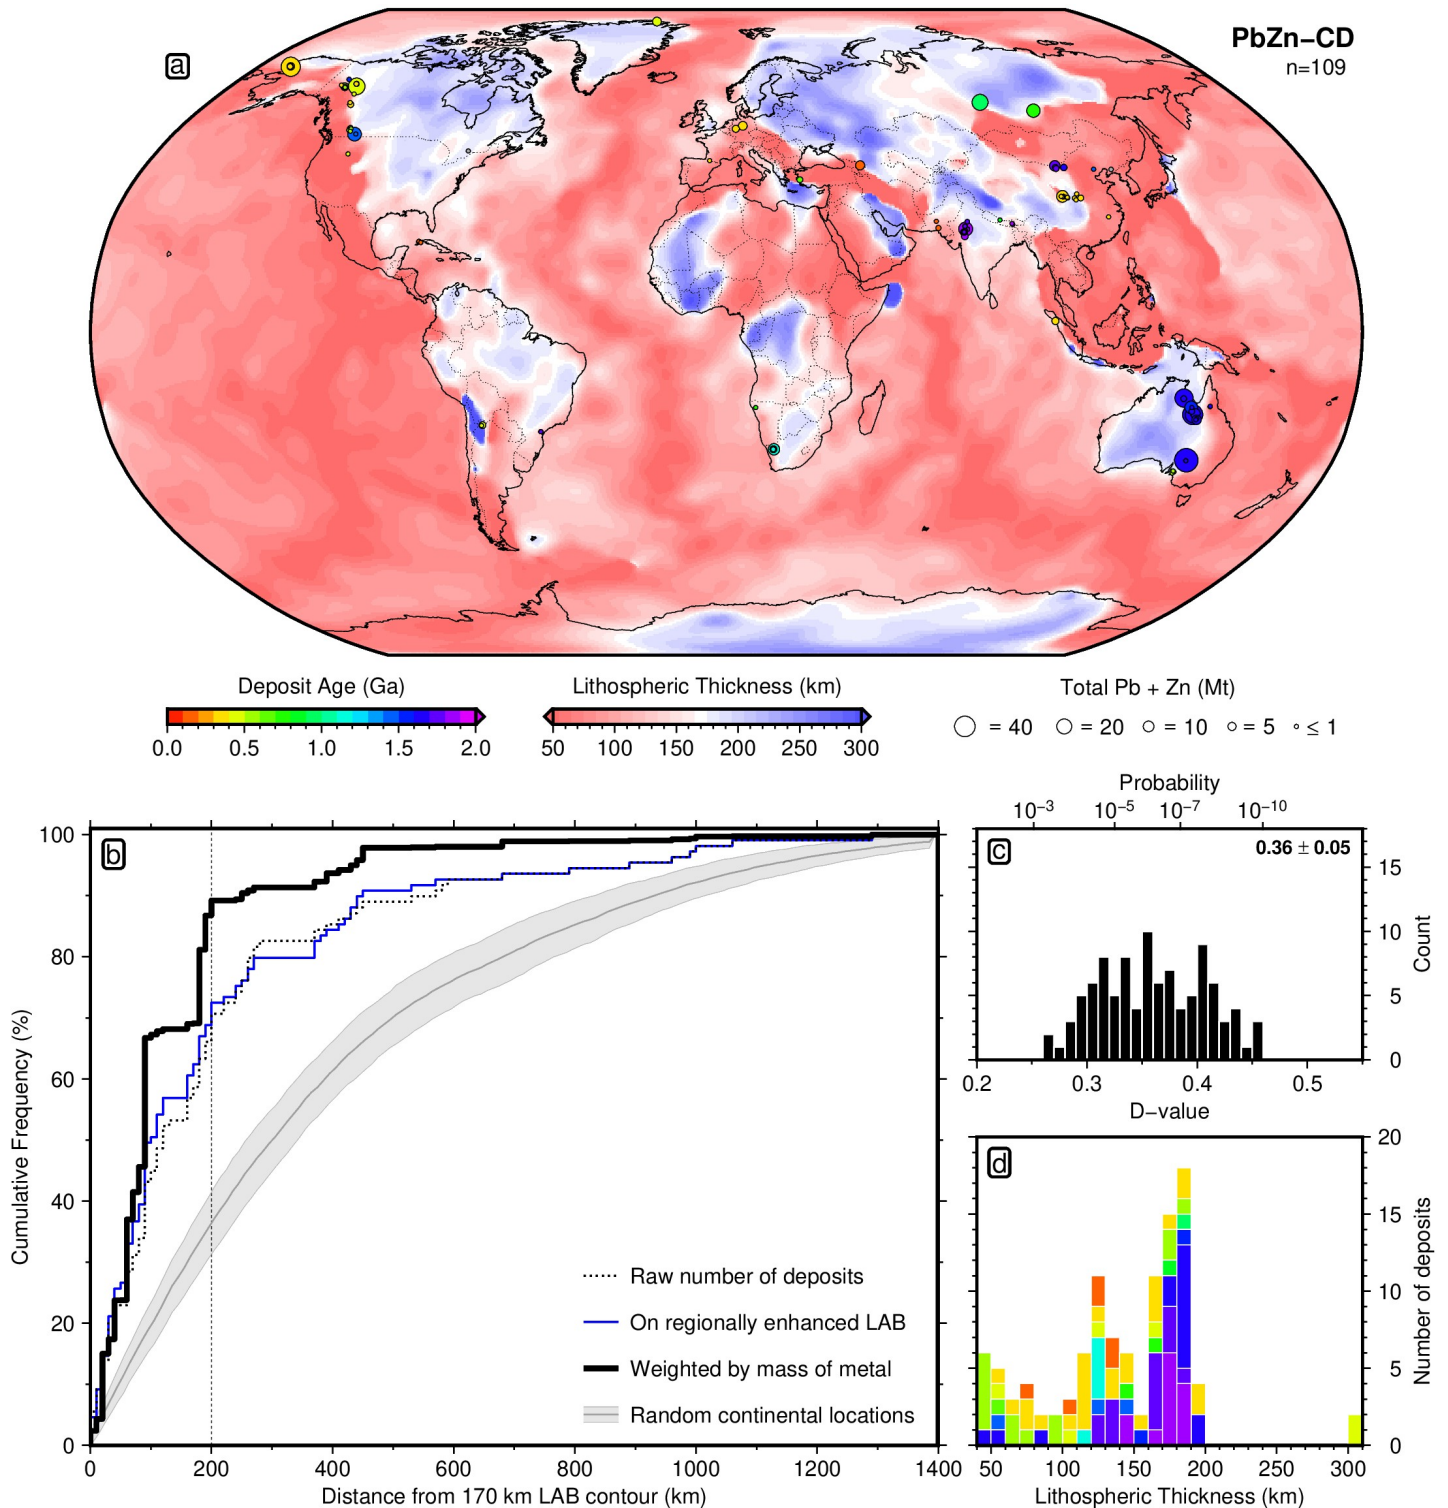 a
PbZn−CD
n=109
Deposit Age (Ga)
0.0 0.5 1.0 1.5 2.0
Lithospheric Thickness (km)
50 100 150 200 250 300
Total Pb + Zn (Mt)
= 40 = 20 = 10 = 5 ≤ 1
b
Cumulative Frequency (%)
100
80
60
40
20
0
Raw number of deposits
On regionally enhanced LAB
Weighted by mass of metal
Random continental locations
0 200 400 600 800 1000 1200 1400
Distance from 170 km LAB contour (km)
Probability
10−3 10−5 10−7 10−10
c
0.36 ± 0.05
15
10
5
0
Count
0.2 0.3 0.4 0.5
D−value
d
20
15
10
5
0
Number of deposits
50 100 150 200 250 300
Lithospheric Thickness (km)